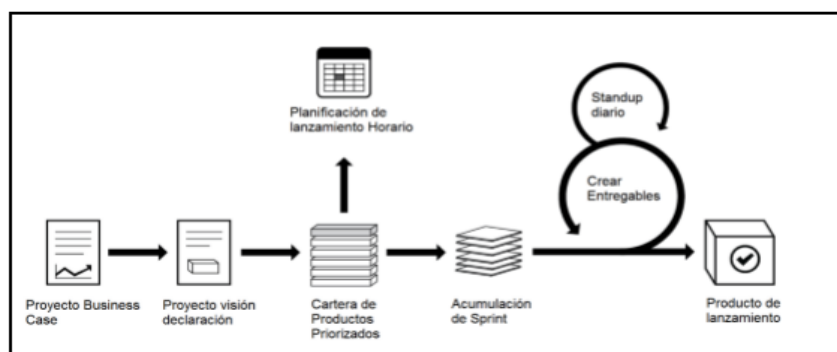 Planificación de
lanzamiento Horario
Standup
diario
Crear
Entregables
Proyecto Business
Case
Proyecto visión
declaración
Cartera de
Productos
Priorizados
Acumulación
de Sprint
Producto de
lanzamiento